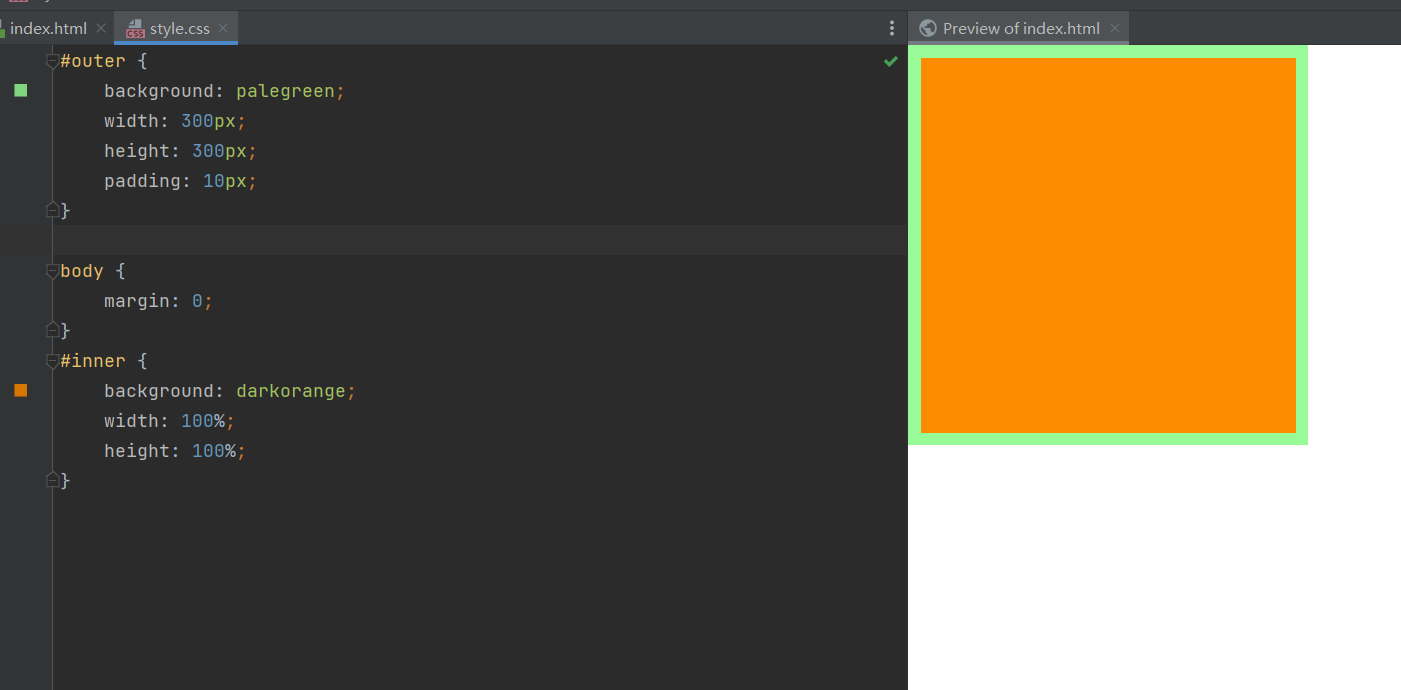 index.html
style.css
Preview of index.html
#outer {
background: palegreen;
width: 300px;
height: 300px;
padding: 10px;
}
body {
margin: 0;
}
#inner {
background: darkorange;
width: 100%;
height: 100%;
}